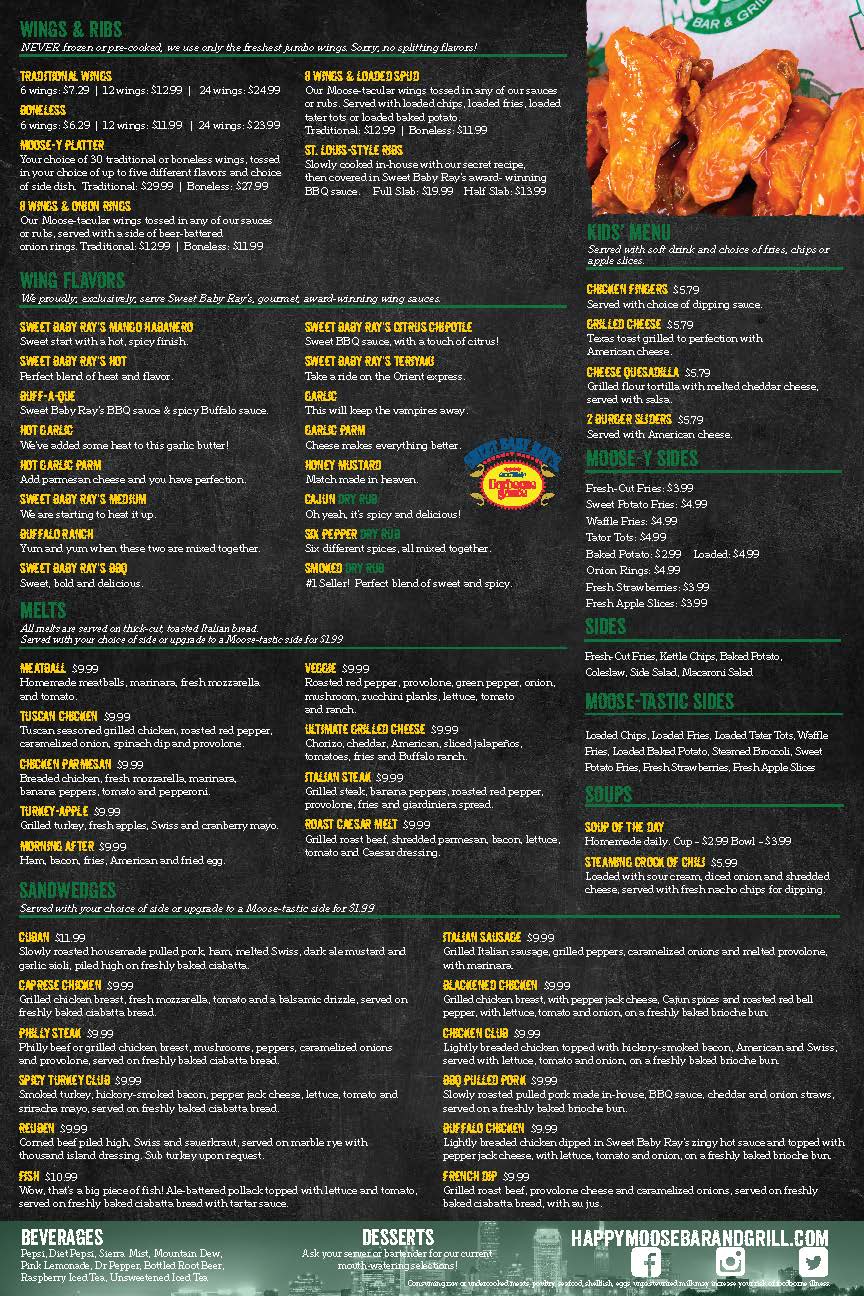 WINGS & RIBS
NEVER frozen or pre-cooked, we use only the freshest jumbo wings. Sorry, no splitting flavors!
TRADITIONAL WINGS
6 wings: $7.29 | 12 wings: $12.99 | 24 wings: $24.99
BONELESS
6 wings: $6.29 | 12 wings: $11.99 | 24 wings: $23.99
MOOSE-Y PLATTER
Your choice of 30 traditional or boneless wings, tossed
in your choice of up to five different flavors and choice
of side dish. Traditional: $29.99 | Boneless: $27.99
8 WINGS & ONION RINGS
Our Moose-tacular wings tossed in any of our sauces
or rubs, served with a side of beer-battered
onion rings. Traditional: $12.99 | Boneless: $11.99
8 WINGS & LOADED SPUD
Our Moose-tacular wings tossed in any of our sauces
or rubs. Served with loaded chips, loaded fries, loaded
tater tots or loaded baked potato.
Traditional: $12.99 | Boneless: $11.99
ST. LOUIS-STYLE RIBS
Slowly cooked in-house with our secret recipe,
then covered in Sweet Baby Ray's award- winning
BBQ sauce. Full Slab: $19.99 Half Slab: $13.99
WING FLAVORS
We proudly, exclusively, serve Sweet Baby Ray's, gourmet, award-winning wing sauces.
SWEET BABY RAY'S MANGO HABANERO
Sweet start with a hot, spicy finish.
SWEET BABY RAY'S HOT
Perfect blend of heat and flavor.
BUFF-A-QUE
Sweet Baby Ray's BBQ sauce & spicy Buffalo sauce.
HOT GARLIC
We've added some heat to this garlic butter!
HOT GARLIC PARM
Add parmesan cheese and you have perfection.
SWEET BABY RAY'S MEDIUM
We are starting to heat it up.
BUFFALO RANCH
Yum and yum when these two are mixed together.
SWEET BABY RAY'S BBQ
Sweet, bold and delicious.
SWEET BABY RAY'S CITRUS CHIPOTLE
Sweet BBQ sauce, with a touch of citrus!
SWEET BABY RAY'S TERIYAKI
Take a ride on the Orient express.
GARLIC
This will keep the vampires away.
GARLIC PARM
Cheese makes everything better.
HONEY MUSTARD
Match made in heaven.
CAJUN DRY RUB
Oh yeah, it's spicy and delicious!
SIX PEPPER DRY RUB
Six different spices, all mixed together.
SMOKED DRY RUB
#1 Seller! Perfect blend of sweet and spicy.
SWEET BABY RAY'S
Barbecue
Sauce
MELTS
All melts are served on thick-cut, toasted Italian bread.
Served with your choice of side or upgrade to a Moose-tastic side for $1.99
MEATBALL $9.99
Homemade meatballs, marinara, fresh mozzarella
and tomato.
TUSCAN CHICKEN $9.99
Tuscan seasoned grilled chicken, roasted red pepper,
caramelized onion, spinach dip and provolone.
CHICKEN PARMESAN $9.99
Breaded chicken, fresh mozzarella, marinara,
banana peppers, tomato and pepperoni.
TURKEY-APPLE $9.99
Grilled turkey, fresh apples, Swiss and cranberry mayo.
MORNING AFTER $9.99
Ham, bacon, fries, American and fried egg.
VEGGIE $9.99
Roasted red pepper, provolone, green pepper, onion,
mushroom, zucchini planks, lettuce, tomato
and ranch.
ULTIMATE GRILLED CHEESE $9.99
Chorizo, cheddar, American, sliced jalapeños,
tomatoes, fries and Buffalo ranch.
ITALIAN STEAK $9.99
Grilled steak, banana peppers, roasted red pepper,
provolone, fries and giardiniera spread.
ROAST CAESAR MELT $9.99
Grilled roast beef, shredded parmesan, bacon, lettuce,
tomato and Caesar dressing.
SANDWEDGES
Served with your choice of side or upgrade to a Moose-tastic side for $1.99
CUBAN $11.99
Slowly roasted housemade pulled pork, ham, melted Swiss, dark ale mustard and
garlic aioli, piled high on freshly baked ciabatta.
CAPRESE CHICKEN $9.99
Grilled chicken breast, fresh mozzarella, tomato and a balsamic drizzle, served on
freshly baked ciabatta bread.
PHILLY STEAK $9.99
Philly beef or grilled chicken breast, mushrooms, peppers, caramelized onions
and provolone, served on freshly baked ciabatta bread.
SPICY TURKEY CLUB $9.99
Smoked turkey, hickory-smoked bacon, pepper jack cheese, lettuce, tomato and
sriracha mayo, served on freshly baked ciabatta bread.
REUBEN $9.99
Corned beef piled high, Swiss and sauerkraut, served on marble rye with
thousand island dressing. Sub turkey upon request.
FISH $10.99
Wow, that's a big piece of fish! Ale-battered pollack topped with lettuce and tomato,
served on freshly baked ciabatta bread with tartar sauce.
ITALIAN SAUSAGE $9.99
Grilled Italian sausage, grilled peppers, caramelized onions and melted provolone,
with marinara.
BLACKENED CHICKEN $9.99
Grilled chicken breast, with pepper jack cheese, Cajun spices and roasted red bell
pepper, with lettuce, tomato and onion, on a freshly baked brioche bun.
CHICKEN CLUB $9.99
Lightly breaded chicken topped with hickory-smoked bacon, American and Swiss,
served with lettuce, tomato and onion, on a freshly baked brioche bun.
BBQ PULLED PORK $9.99
Slowly roasted pulled pork made in-house, BBQ sauce, cheddar and onion straws,
served on a freshly baked brioche bun.
BUFFALO CHICKEN $9.99
Lightly breaded chicken dipped in Sweet Baby Ray's zingy hot sauce and topped with
pepper jack cheese, with lettuce, tomato and onion, on a freshly baked brioche bun.
FRENCH DIP $9.99
Grilled roast beef, provolone cheese and caramelized onions, served on freshly
baked ciabatta bread, with au jus.
BAR & GRILL
KIDS' MENU
Served with soft drink and choice of fries, chips or
apple slices.
CHICKEN FINGERS $5.79
Served with choice of dipping sauce.
GRILLED CHEESE $5.79
Texas toast grilled to perfection with
American cheese.
CHEESE QUESADILLA $5.79
Grilled flour tortilla with melted cheddar cheese,
served with salsa.
2 BURGER SLIDERS $5.79
Served with American cheese.
MOOSE-Y SIDES
Fresh-Cut Fries: $3.99
Sweet Potato Fries: $4.99
Waffle Fries: $4.99
Tator Tots: $4.99
Baked Potato: $2.99 Loaded: $4.99
Onion Rings: $4.99
Fresh Strawberries: $3.99
Fresh Apple Slices: $3.99
SIDES
Fresh-Cut Fries, Kettle Chips, Baked Potato,
Coleslaw, Side Salad, Macaroni Salad
MOOSE-TASTIC SIDES
Loaded Chips, Loaded Fries, Loaded Tater Tots, Waffle
Fries, Loaded Baked Potato, Steamed Broccoli, Sweet
Potato Fries, Fresh Strawberries, Fresh Apple Slices
SOUPS
SOUP OF THE DAY
Homemade daily. Cup - $2.99 Bowl - $3.99
STEAMING CROCK OF CHILI $5.99
Loaded with sour cream, diced onion and shredded
cheese, served with fresh nacho chips for dipping.
BEVERAGES
Pepsi, Diet Pepsi, Sierra Mist, Mountain Dew,
Pink Lemonade, Dr Pepper, Bottled Root Beer,
Raspberry Iced Tea, Unsweetened Iced Tea
DESSERTS
Ask your server or bartender for our current
mouth-watering selections!
HAPPYMOOSEBARANDGRILL.COM
Consuming raw or undercooked meats, poultry, seafood, shellfish, eggs, unpasteurized milk may increase your risk of foodborne illness.